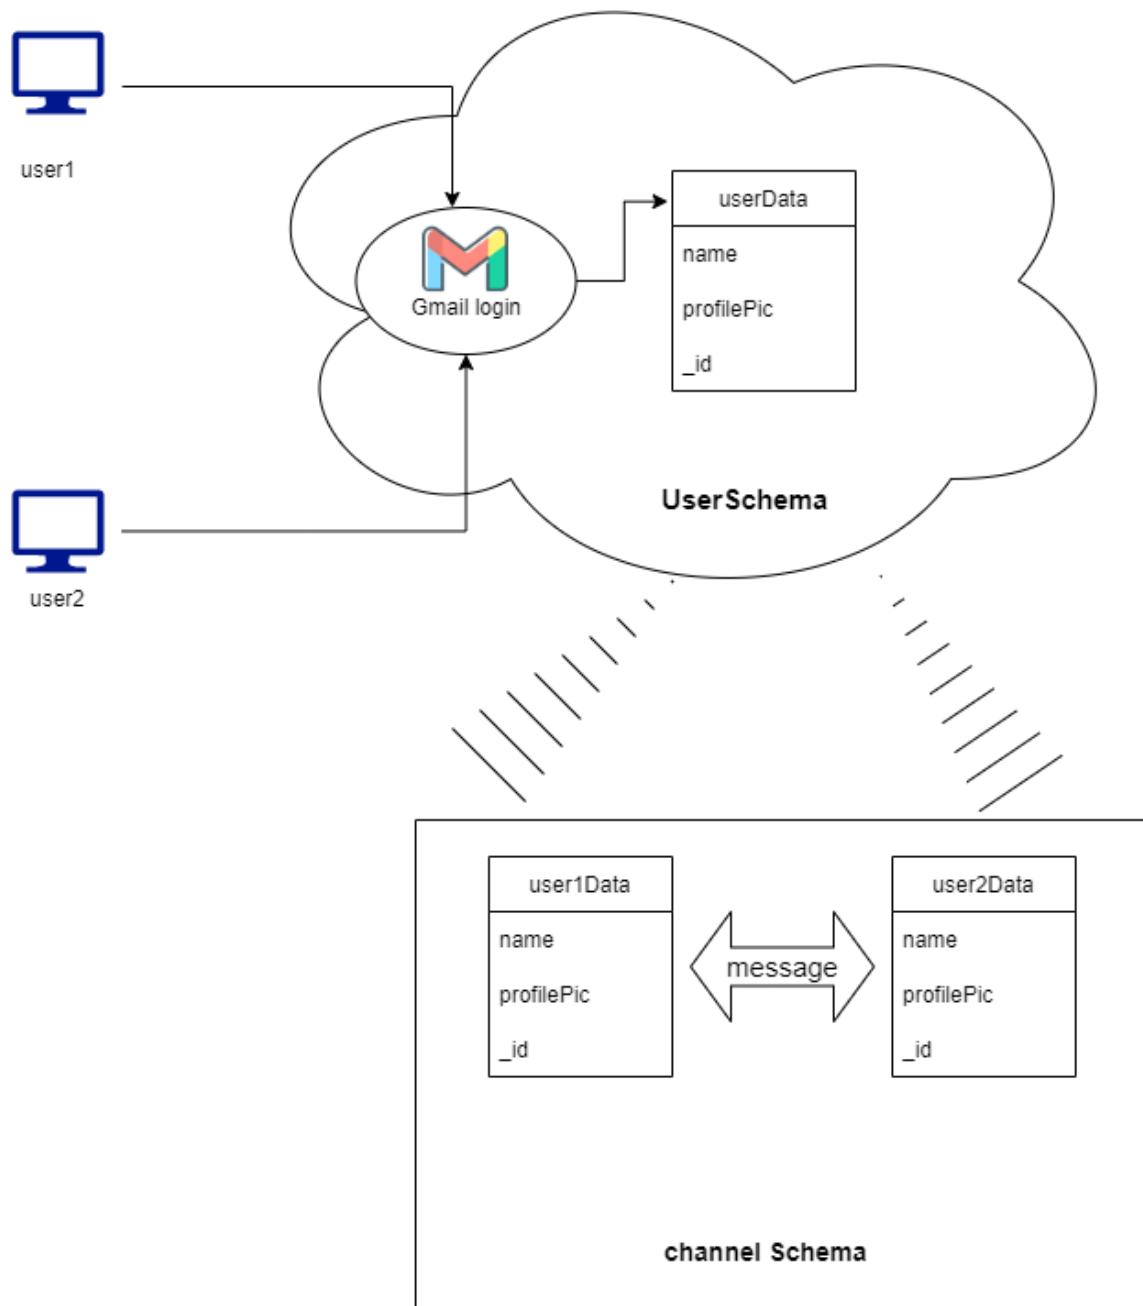 user1
Gmail login
userData
name
profilePic
_id
UserSchema
user2
user1Data
name
profilePic
_id
message
user2Data
name
profilePic
_id
channel Schema